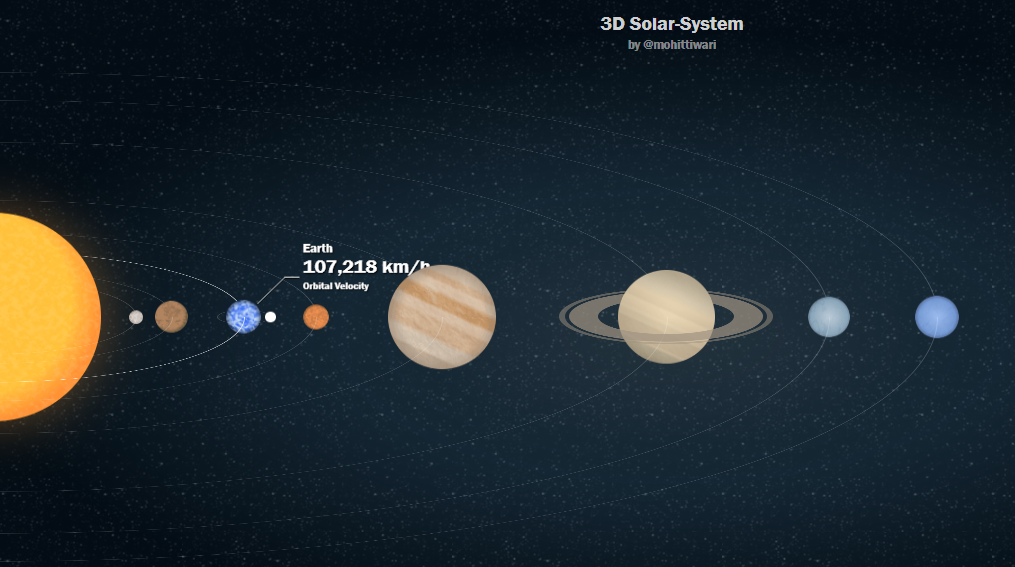 3D Solar-System
by @mohittiwari
Earth
107,218 km/h
Orbital Velocity